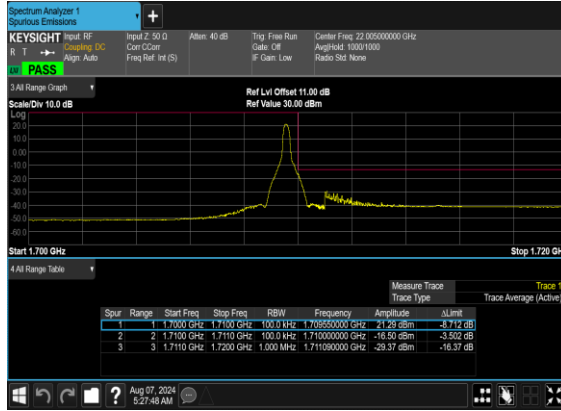 Spectrum Analyzer 1
Spurious Emissions
+
KEYSIGHT Input: RF Input Z: 50 Ω Atten: 40 dB Trig: Free Run Center Freq: 22.005000000 GHz
R T Coupling: DC Corr CCorr Gate: Off Avg|Hold: 1000/1000
Align: Auto Freq Ref: Int (S) IF Gain: Low Radio Std: None
PASS
3 All Range Graph
Ref Lvl Offset 11.00 dB
Scale/Div 10.0 dB Ref Value 30.00 dBm
Log
20.0
10.0
0.00
-10.0
-20.0
-30.0
-40.0
-50.0
-60.0
Start 1.700 GHz Stop 1.720 GH
4 All Range Table
Measure Trace Trace 1
Trace Type Trace Average (Active)
Spur Range Start Freq Stop Freq RBW Frequency Amplitude ΔLimit
1 1 1.7000 GHz 1.7100 GHz 100.0 kHz 1.709550000 GHz 21.29 dBm -8.712 dB
2 2 1.7100 GHz 1.7110 GHz 100.0 kHz 1.710000000 GHz -16.50 dBm -3.502 dB
3 3 1.7110 GHz 1.7200 GHz 1.000 MHz 1.711090000 GHz -29.37 dBm -16.37 dB
? Aug 07, 2024
5:27:48 AM